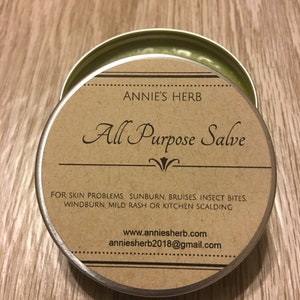 ANNIE'S HERB
All Purpose Salve
FOR SKIN PROBLEMS, SUNBURN, BRUISES, INSECT BITES,
WINDBURN, MILD RASH OR KITCHEN SCALDING
www.anniesherb.com
anniesherb2018@gmail.com